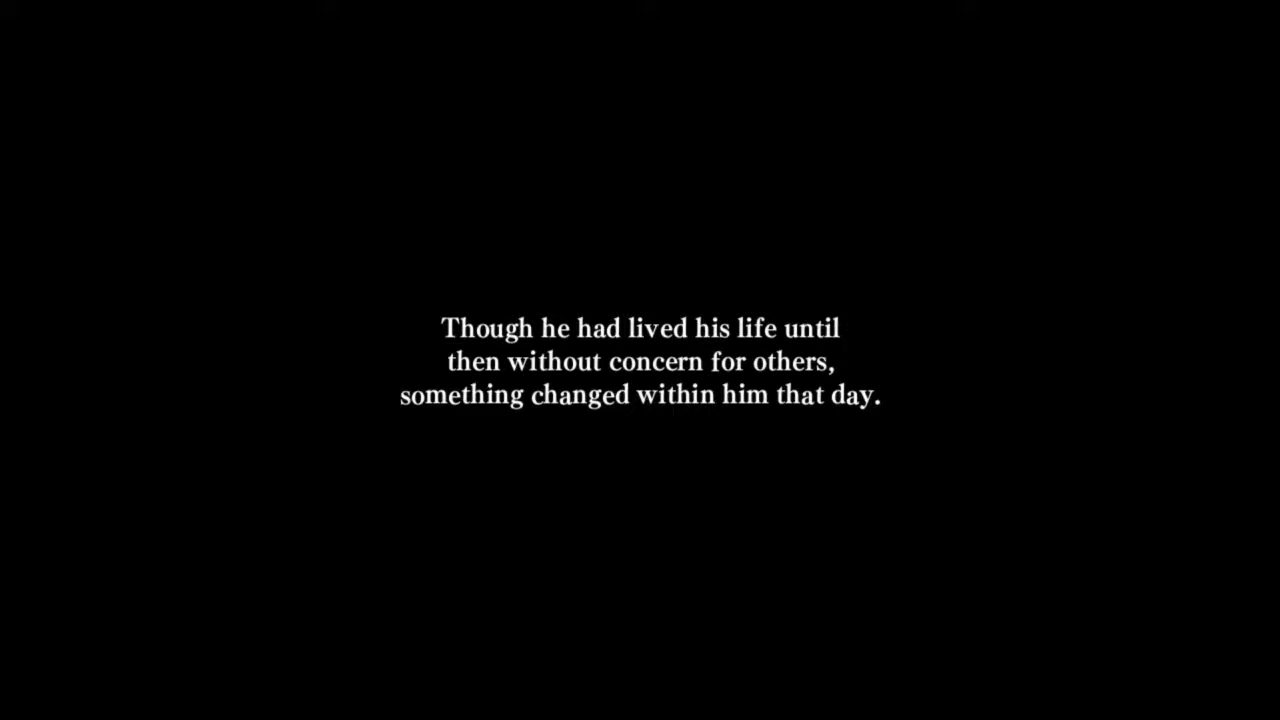 Though he had lived his life until
then without concern for others,
something changed within him that day.